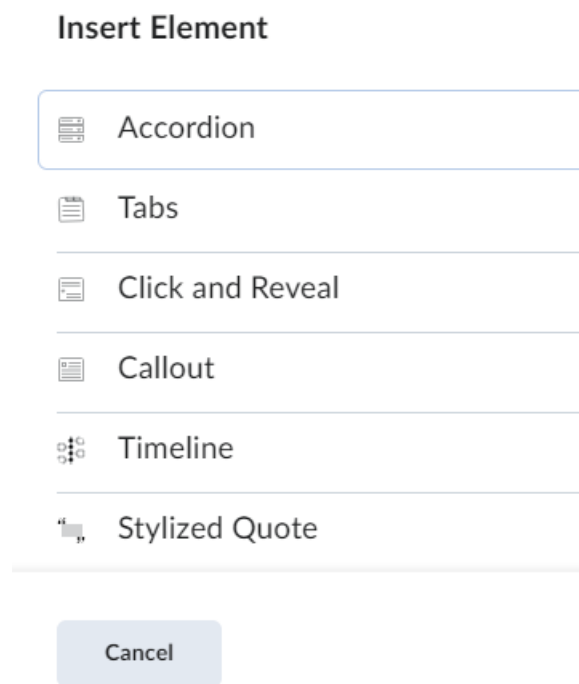 Insert Element
Accordion
Tabs
Click and Reveal
Callout
Timeline
Stylized Quote
Cancel